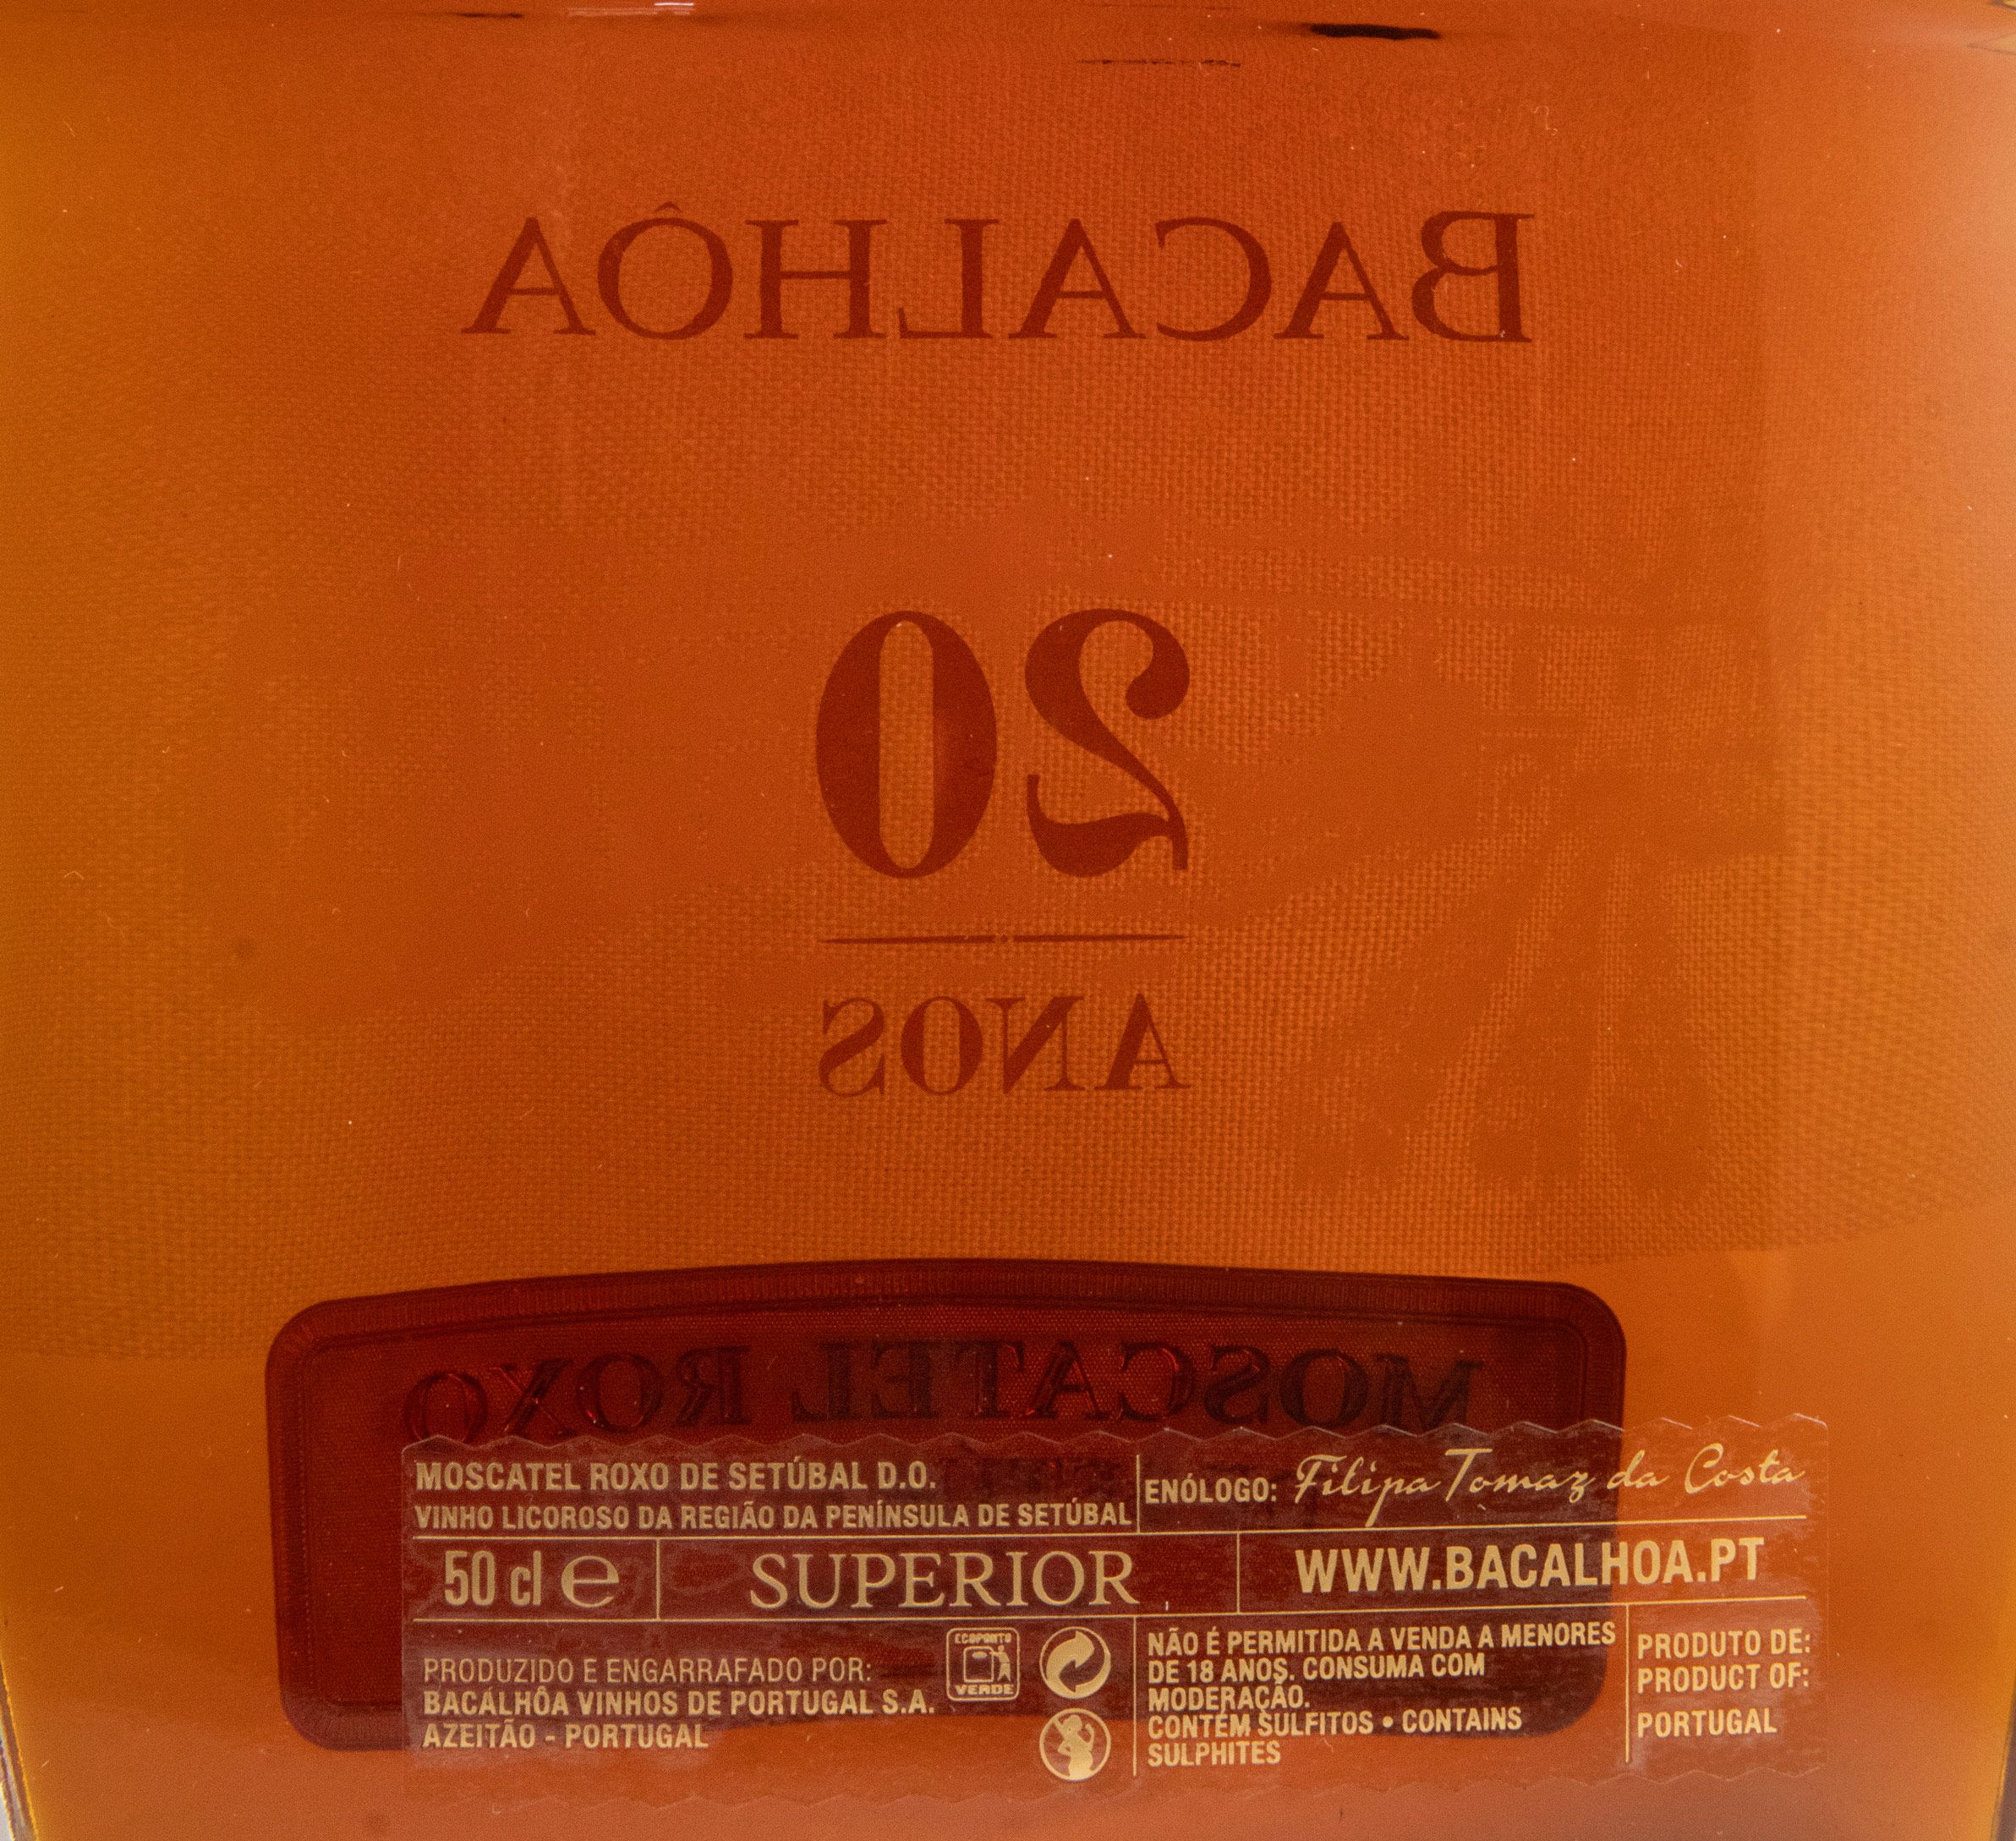 BACALHÔA
20
ANOS
MOSCATEL ROXO
MOSCATEL ROXO DE SETÚBAL D.O.
VINHO LICOROSO DA REGIÃO DA PENÍNSULA DE SETÚBAL
ENÓLOGO: Filipa Tomaz da Costa
50 cl e
SUPERIOR
WWW.BACALHOA.PT
PRODUZIDO E ENGARRAFADO POR:
BACALHÔA VINHOS DE PORTUGAL S.A.
AZEITÃO - PORTUGAL
ECOPONTO
VERDE
NÃO É PERMITIDA A VENDA A MENORES
DE 18 ANOS. CONSUMA COM
MODERAÇÃO.
CONTÉM SULFITOS • CONTAINS
SULPHITES
PRODUTO DE:
PRODUCT OF:
PORTUGAL